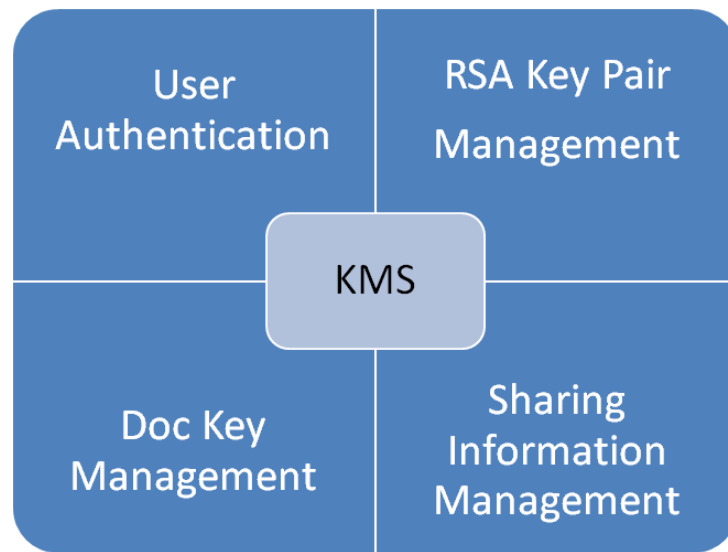 User
Authentication
RSA Key Pair
Management
KMS
Doc Key
Management
Sharing
Information
Management